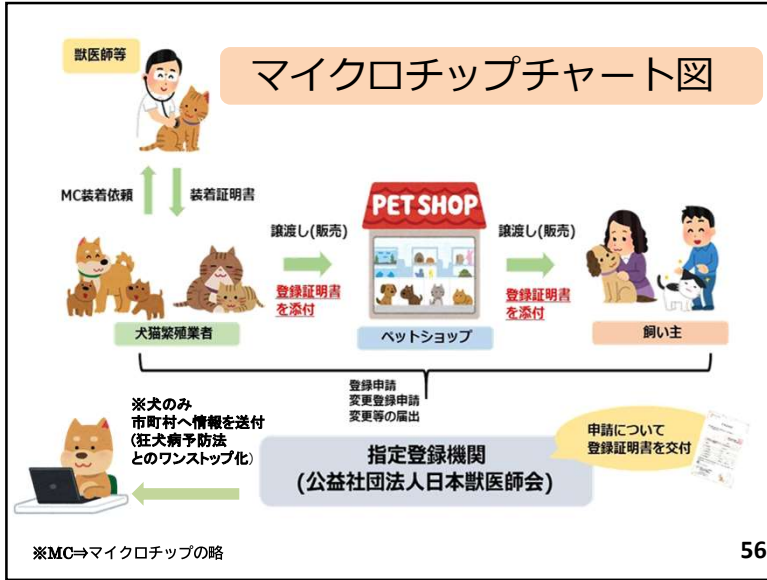 獣医師等
マイクロチップチャート図
MC装着依頼
装着証明書
PET SHOP
譲渡し(販売)
登録証明書
を添付
譲渡し(販売)
登録証明書
を添付
犬猫繁殖業者
ペットショップ
飼い主
登録申請
変更登録申請
変更等の届出
※犬のみ
市町村へ情報を送付
(狂犬病予防法
とのワンストップ化)
申請について
登録証明書を交付
指定登録機関
(公益社団法人日本獣医師会)
※MC⇒マイクロチップの略
56